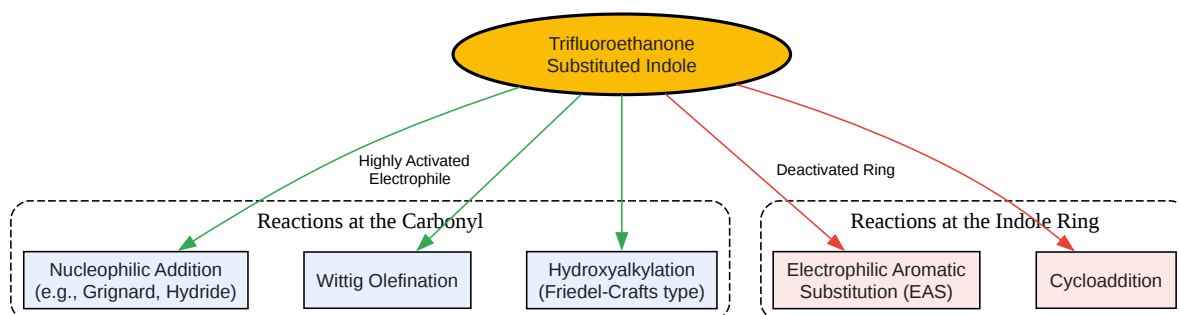 Trifluoroethanone
Substituted Indole
Highly Activated
Electrophile
Deactivated Ring
Reactions at the Carbonyl
Reactions at the Indole Ring
Nucleophilic Addition
(e.g., Grignard, Hydride)
Wittig Olefination
Hydroxyalkylation
(Friedel-Crafts type)
Electrophilic Aromatic
Substitution (EAS)
Cycloaddition